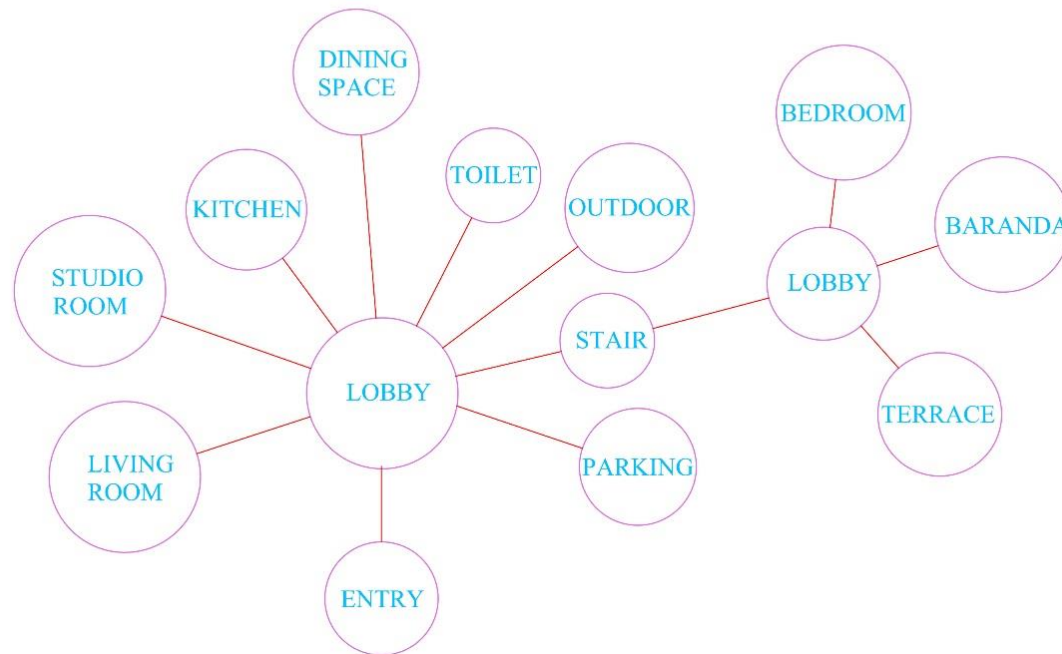 DINING
SPACE
BEDROOM
TOILET
KITCHEN
OUTDOOR
BARANDA
STUDIO
ROOM
LOBBY
STAIR
LOBBY
TERRACE
LIVING
ROOM
PARKING
ENTRY